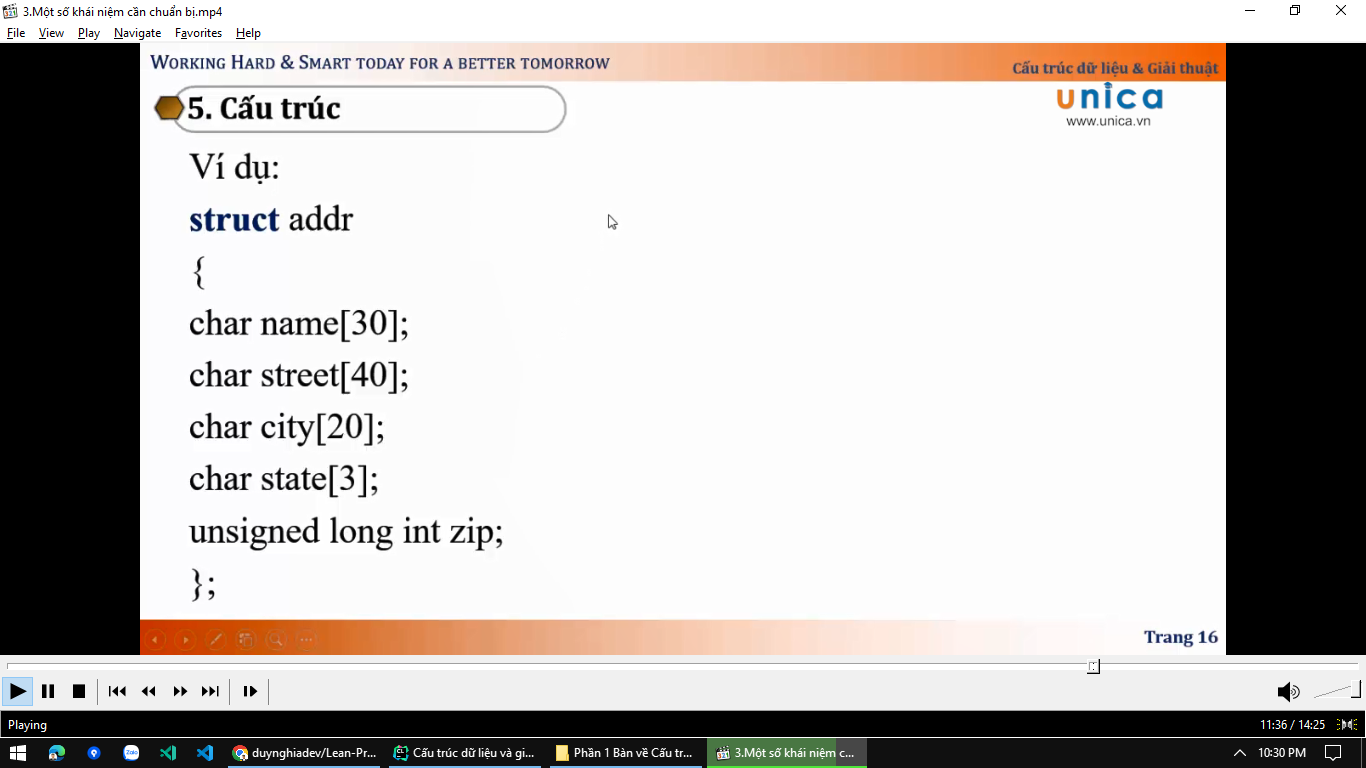 3.Một số khái niệm cần chuẩn bị.mp4
File View Play Navigate Favorites Help
WORKING HARD & SMART TODAY FOR A BETTER TOMORROW
Cấu trúc dữ liệu & Giải thuật
5. Cấu trúc
unica
www.unica.vn
Ví dụ:
struct addr
{
char name[30];
char street[40];
char city[20];
char state[3];
unsigned long int zip;
};
Trang 16
Playing
11:36 / 14:25
duynghiadev/Lean-Pr...
Cấu trúc dữ liệu và gi...
Phần 1 Bàn về Cấu tr...
3.Một số khái niệm c...
10:30 PM